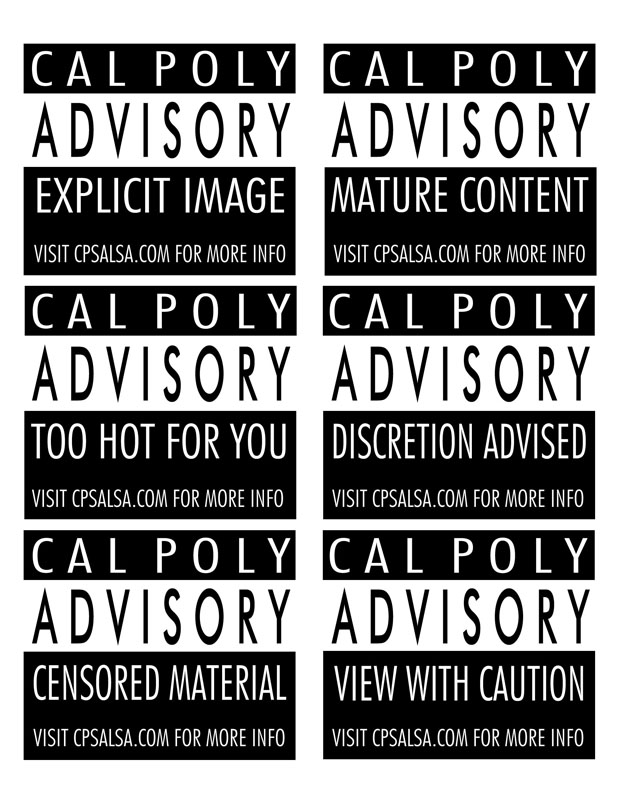 CAL POLY
ADVISORY
EXPLICIT IMAGE
VISIT CPSALSA.COM FOR MORE INFO
CAL POLY
ADVISORY
MATURE CONTENT
VISIT CPSALSA.COM FOR MORE INFO
CAL POLY
ADVISORY
TOO HOT FOR YOU
VISIT CPSALSA.COM FOR MORE INFO
CAL POLY
ADVISORY
DISCRETION ADVISED
VISIT CPSALSA.COM FOR MORE INFO
CAL POLY
ADVISORY
CENSORED MATERIAL
VISIT CPSALSA.COM FOR MORE INFO
CAL POLY
ADVISORY
VIEW WITH CAUTION
VISIT CPSALSA.COM FOR MORE INFO